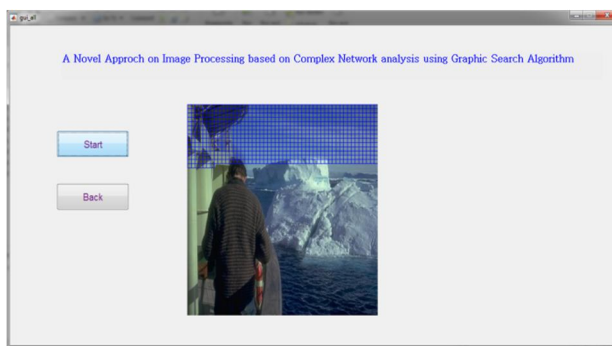 gui_all
A Novel Approch on Image Processing based on Complex Network analysis using Graphic Search Algorithm
Start
Back